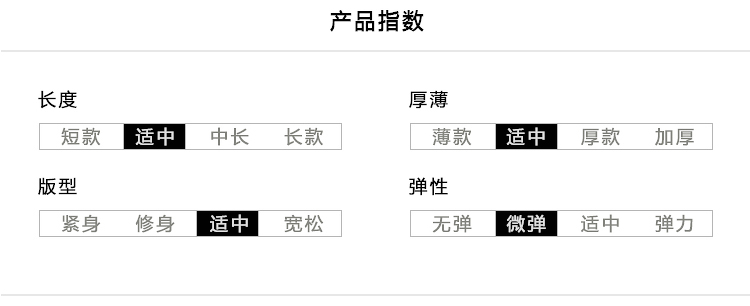 产品指数
长度
短款 适中 中长 长款
厚薄
薄款 适中 厚款 加厚
版型
紧身 修身 适中 宽松
弹性
无弹 微弹 适中 弹力